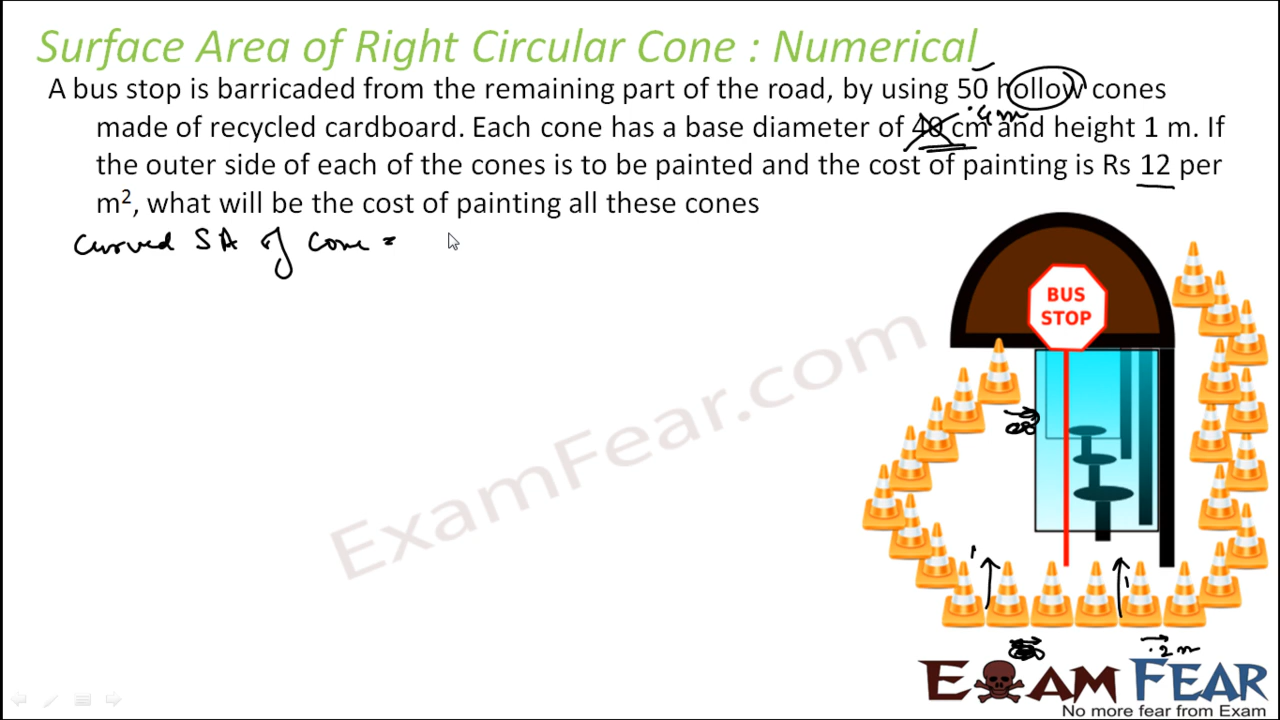 Surface Area of Right Circular Cone : Numerical
A bus stop is barricaded from the remaining part of the road, by using 50 hollow cones
.4m
made of recycled cardboard. Each cone has a base diameter of 40 cm and height 1 m. If
the outer side of each of the cones is to be painted and the cost of painting is Rs 12 per
m², what will be the cost of painting all these cones
Curved SA of Cone =
BUS
STOP
ExamFear.com
1
1
.2 m
EXAM FEAR
No more fear from Exam